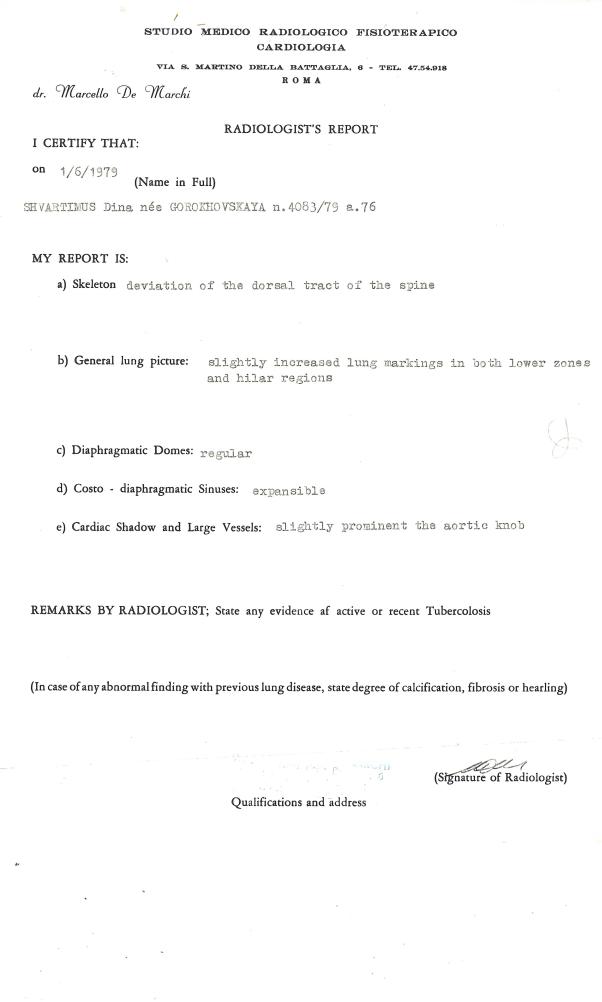 STUDIO MEDICO RADIOLOGICO FISIOTERAPICO
CARDIOLOGIA
VIA S. MARTINO DELLA BATTAGLIA, 6 - TEL. 47.54.918
ROMA
dr. Marcello De Marchi
RADIOLOGIST'S REPORT
I CERTIFY THAT:
on 1/6/1979
(Name in Full)
SHVARTIMUS Dina née GOROKHOVSKAYA n.4083/79 a.76
MY REPORT IS:
a) Skeleton deviation of the dorsal tract of the spine
b) General lung picture: slightly increased lung markings in both lower zones
and hilar regions
c) Diaphragmatic Domes: regular
d) Costo - diaphragmatic Sinuses: expansible
e) Cardiac Shadow and Large Vessels: slightly prominent the aortic knob
REMARKS BY RADIOLOGIST; State any evidence af active or recent Tubercolosis
(In case of any abnormal finding with previous lung disease, state degree of calcification, fibrosis or hearling)
(Signature of Radiologist)
Qualifications and address